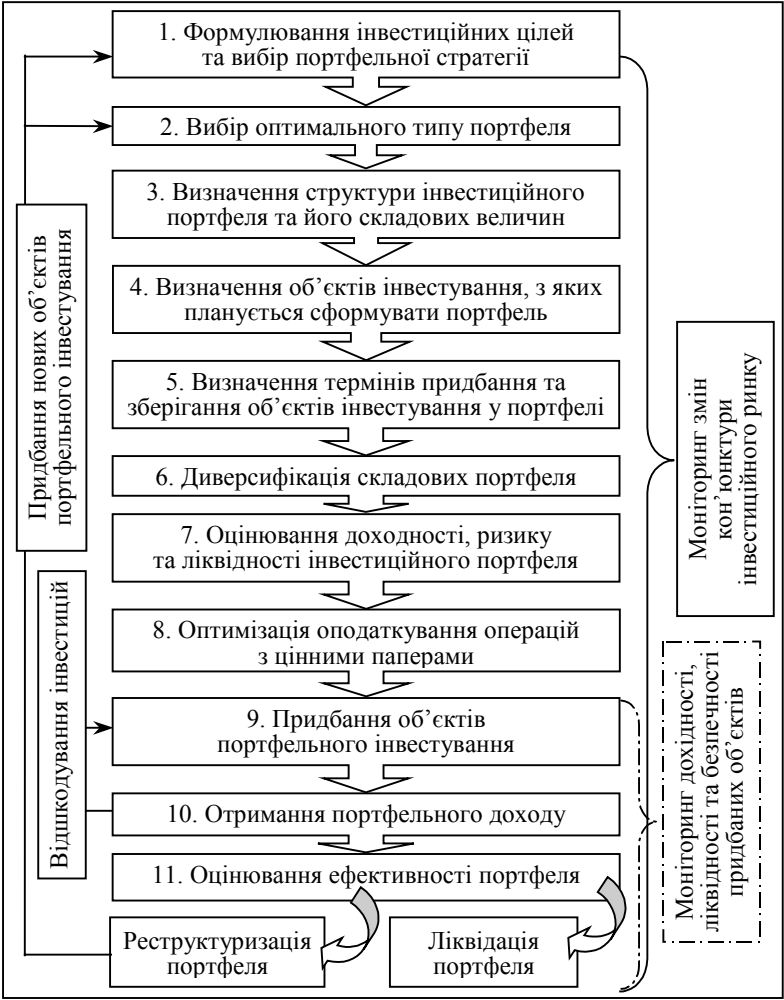 1. Формулювання інвестиційних цілей
та вибір портфельної стратегії
2. Вибір оптимального типу портфеля
3. Визначення структури інвестиційного
портфеля та його складових величин
4. Визначення об’єктів інвестування, з яких
планується сформувати портфель
5. Визначення термінів придбання та
зберігання об’єктів інвестування у портфелі
6. Диверсифікація складових портфеля
7. Оцінювання доходності, ризику
та ліквідності інвестиційного портфеля
8. Оптимізація оподаткування операцій
з цінними паперами
9. Придбання об’єктів
портфельного інвестування
10. Отримання портфельного доходу
11. Оцінювання ефективності портфеля
Реструктуризація
портфеля
Ліквідація
портфеля
Придбання нових об’єктів
портфельного інвестування
Відшкодування інвестицій
Моніторинг змін
кон’юнктури
інвестиційного ринку
Моніторинг дохідності,
ліквідності та безпечності
придбаних об’єктів